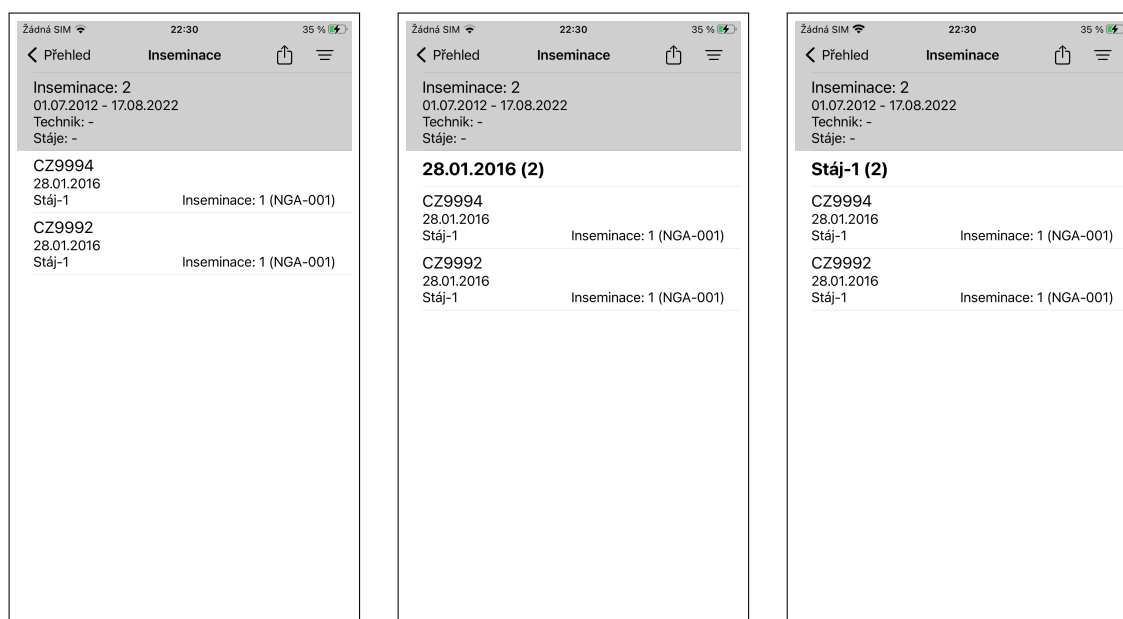 Žádná SIM 22:30 35 %
Přehled Inseminace
Inseminace: 2
01.07.2012 - 17.08.2022
Technik: -
Stáje: -
CZ9994
28.01.2016
Stáj-1 Inseminace: 1 (NGA-001)
CZ9992
28.01.2016
Stáj-1 Inseminace: 1 (NGA-001)
Žádná SIM 22:30 35 %
Přehled Inseminace
Inseminace: 2
01.07.2012 - 17.08.2022
Technik: -
Stáje: -
28.01.2016 (2)
CZ9994
28.01.2016
Stáj-1 Inseminace: 1 (NGA-001)
CZ9992
28.01.2016
Stáj-1 Inseminace: 1 (NGA-001)
Žádná SIM 22:30 35 %
Přehled Inseminace
Inseminace: 2
01.07.2012 - 17.08.2022
Technik: -
Stáje: -
Stáj-1 (2)
CZ9994
28.01.2016
Stáj-1 Inseminace: 1 (NGA-001)
CZ9992
28.01.2016
Stáj-1 Inseminace: 1 (NGA-001)